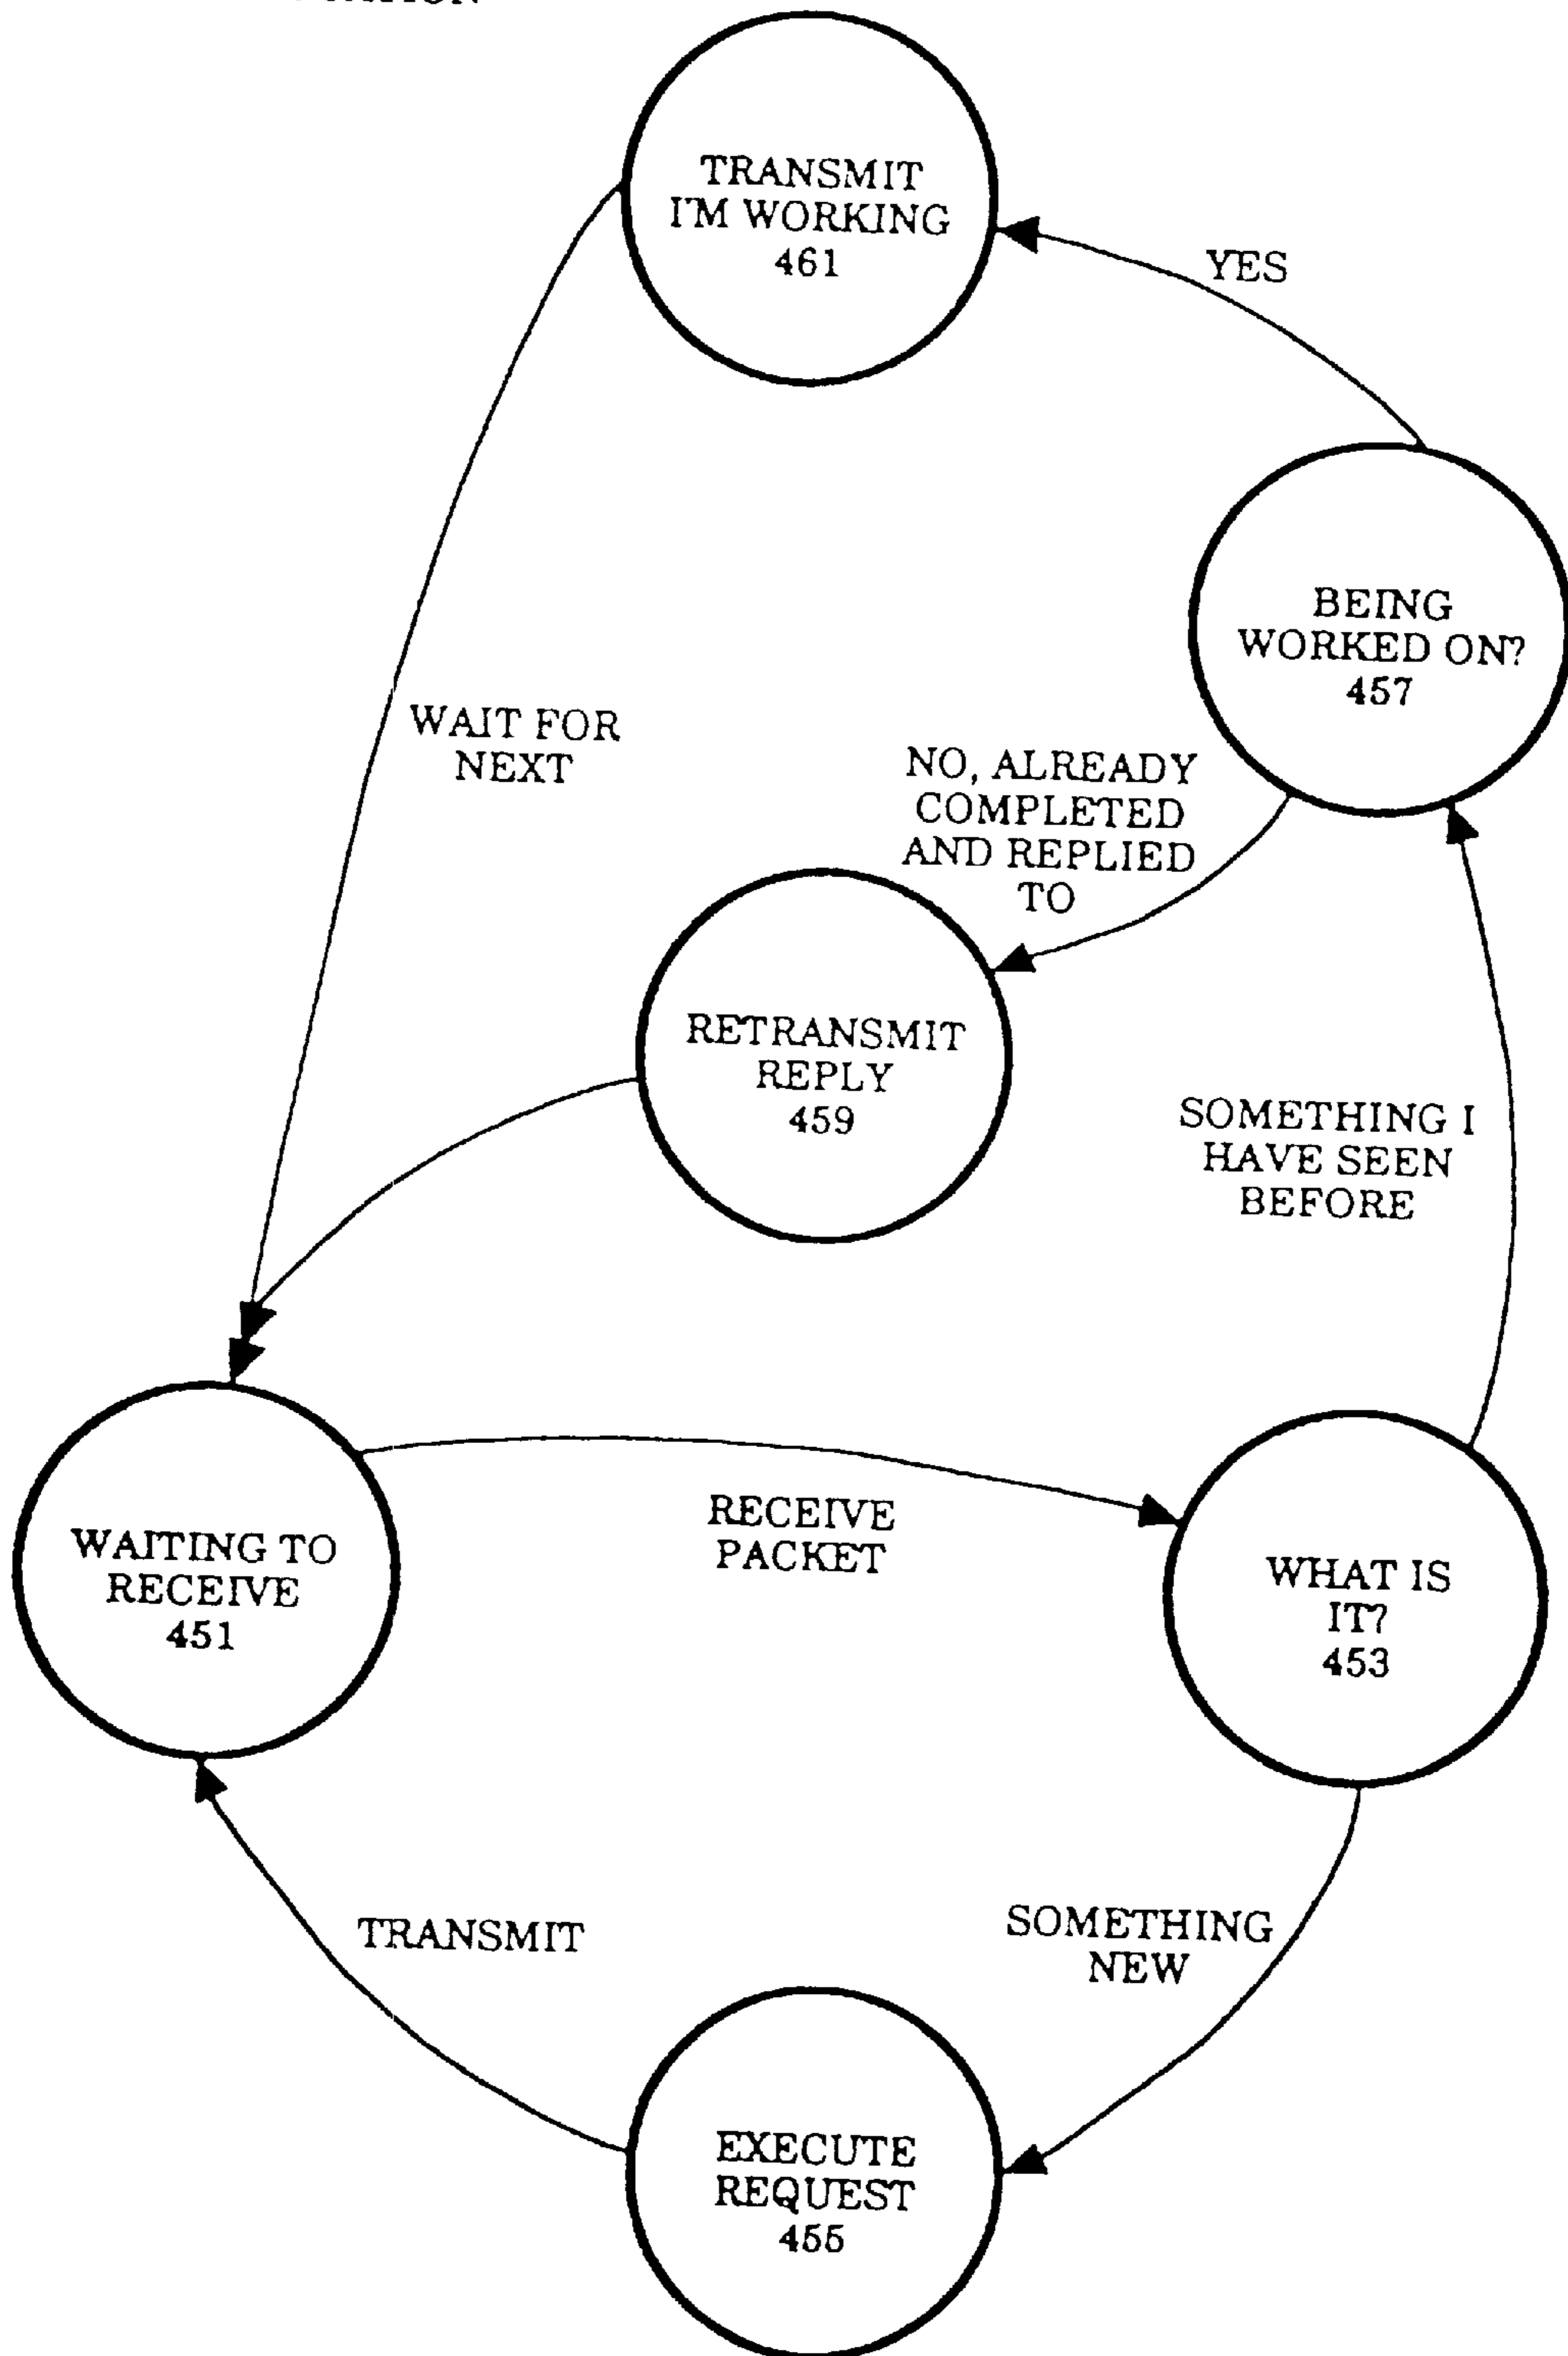 TRANSMIT
I'M WORKING
461
YES
BEING
WORKED ON?
457
WAIT FOR
NEXT
NO, ALREADY
COMPLETED
AND REPLIED
TO
RETRANSMIT
REPLY
459
SOMETHING I
HAVE SEEN
BEFORE
RECEIVE
PACKET
WAITING TO
RECEIVE
451
WHAT IS
IT?
453
TRANSMIT
SOMETHING
NEW
EXECUTE
REQUEST
455